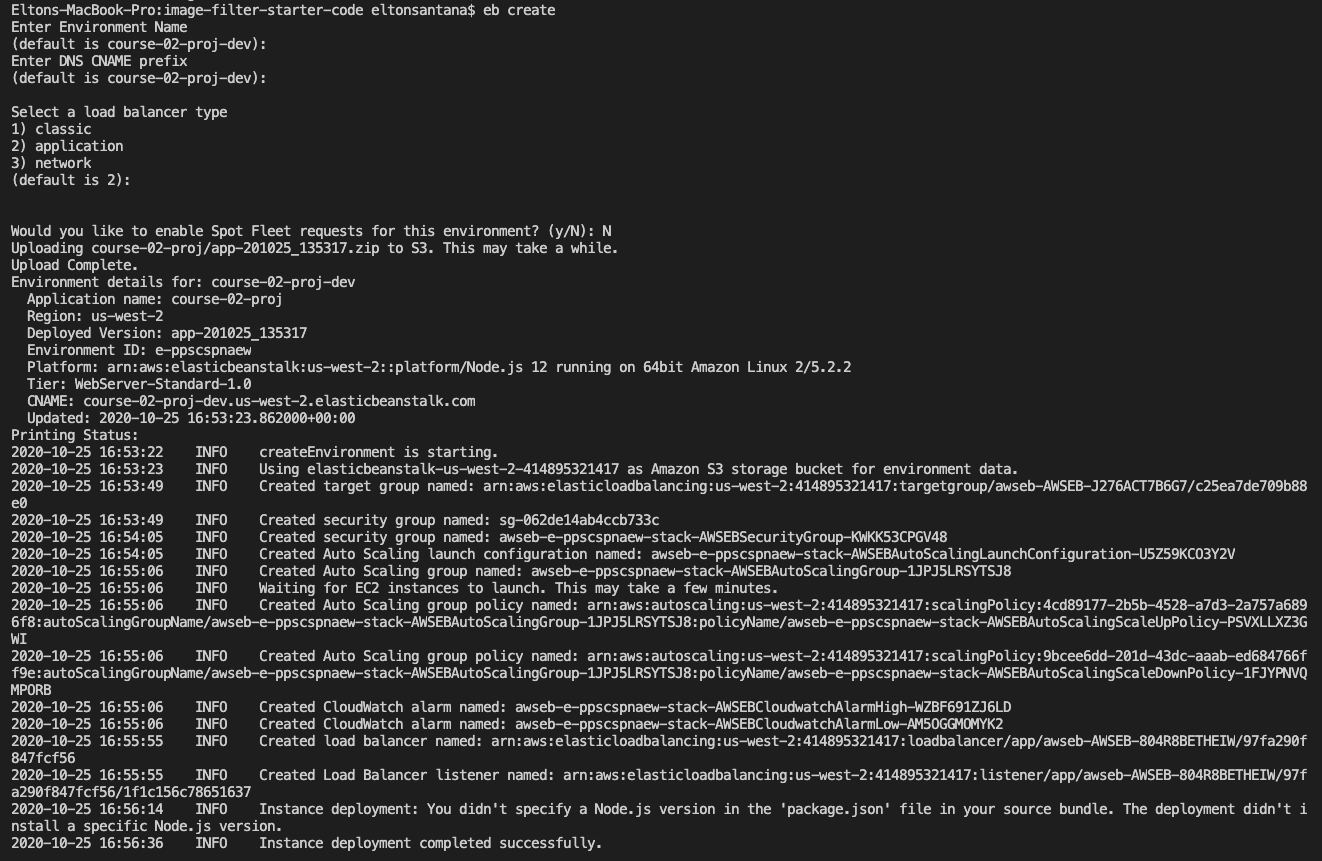 Eltons-MacBook-Pro:image-filter-starter-code eltonsantana$ eb create
Enter Environment Name
(default is course-02-proj-dev):
Enter DNS CNAME prefix
(default is course-02-proj-dev):
Select a load balancer type
1) classic
2) application
3) network
(default is 2):
Would you like to enable Spot Fleet requests for this environment? (y/N): N
Uploading course-02-proj/app-201025_135317.zip to S3. This may take a while.
Upload Complete.
Environment details for: course-02-proj-dev
  Application name: course-02-proj
  Region: us-west-2
  Deployed Version: app-201025_135317
  Environment ID: e-ppscspnaew
  Platform: arn:aws:elasticbeanstalk:us-west-2::platform/Node.js 12 running on 64bit Amazon Linux 2/5.2.2
  Tier: WebServer-Standard-1.0
  CNAME: course-02-proj-dev.us-west-2.elasticbeanstalk.com
  Updated: 2020-10-25 16:53:23.862000+00:00
Printing Status:
2020-10-25 16:53:22    INFO    createEnvironment is starting.
2020-10-25 16:53:23    INFO    Using elasticbeanstalk-us-west-2-414895321417 as Amazon S3 storage bucket for environment data.
2020-10-25 16:53:49    INFO    Created target group named: arn:aws:elasticloadbalancing:us-west-2:414895321417:targetgroup/awseb-AWSEB-J276ACT7B6G7/c25ea7de709b88
e0
2020-10-25 16:53:49    INFO    Created security group named: sg-062de14ab4ccb733c
2020-10-25 16:54:05    INFO    Created security group named: awseb-e-ppscspnaew-stack-AWSEBSecurityGroup-KWKK53CPGV48
2020-10-25 16:54:05    INFO    Created Auto Scaling launch configuration named: awseb-e-ppscspnaew-stack-AWSEBAutoScalingLaunchConfiguration-U5Z59KCO3Y2V
2020-10-25 16:55:06    INFO    Created Auto Scaling group named: awseb-e-ppscspnaew-stack-AWSEBAutoScalingGroup-1JPJ5LRSYTSJ8
2020-10-25 16:55:06    INFO    Waiting for EC2 instances to launch. This may take a few minutes.
2020-10-25 16:55:06    INFO    Created Auto Scaling group policy named: arn:aws:autoscaling:us-west-2:414895321417:scalingPolicy:4cd89177-2b5b-4528-a7d3-2a757a689
6f8:autoScalingGroupName/awseb-e-ppscspnaew-stack-AWSEBAutoScalingGroup-1JPJ5LRSYTSJ8:policyName/awseb-e-ppscspnaew-stack-AWSEBAutoScalingScaleUpPolicy-PSVXLLXZ3G
WI
2020-10-25 16:55:06    INFO    Created Auto Scaling group policy named: arn:aws:autoscaling:us-west-2:414895321417:scalingPolicy:9bcee6dd-201d-43dc-aaab-ed684766f
f9e:autoScalingGroupName/awseb-e-ppscspnaew-stack-AWSEBAutoScalingGroup-1JPJ5LRSYTSJ8:policyName/awseb-e-ppscspnaew-stack-AWSEBAutoScalingScaleDownPolicy-1FJYPNVQ
MPORB
2020-10-25 16:55:06    INFO    Created CloudWatch alarm named: awseb-e-ppscspnaew-stack-AWSEBCloudwatchAlarmHigh-WZBF691ZJ6LD
2020-10-25 16:55:06    INFO    Created CloudWatch alarm named: awseb-e-ppscspnaew-stack-AWSEBCloudwatchAlarmLow-AM5OGGMOMYK2
2020-10-25 16:55:55    INFO    Created load balancer named: arn:aws:elasticloadbalancing:us-west-2:414895321417:loadbalancer/app/awseb-AWSEB-804R8BETHEIW/97fa290f
847fcf56
2020-10-25 16:55:55    INFO    Created Load Balancer listener named: arn:aws:elasticloadbalancing:us-west-2:414895321417:listener/app/awseb-AWSEB-804R8BETHEIW/97f
a290f847fcf56/1f1c156c78651637
2020-10-25 16:56:14    INFO    Instance deployment: You didn't specify a Node.js version in the 'package.json' file in your source bundle. The deployment didn't i
nstall a specific Node.js version.
2020-10-25 16:56:36    INFO    Instance deployment completed successfully.